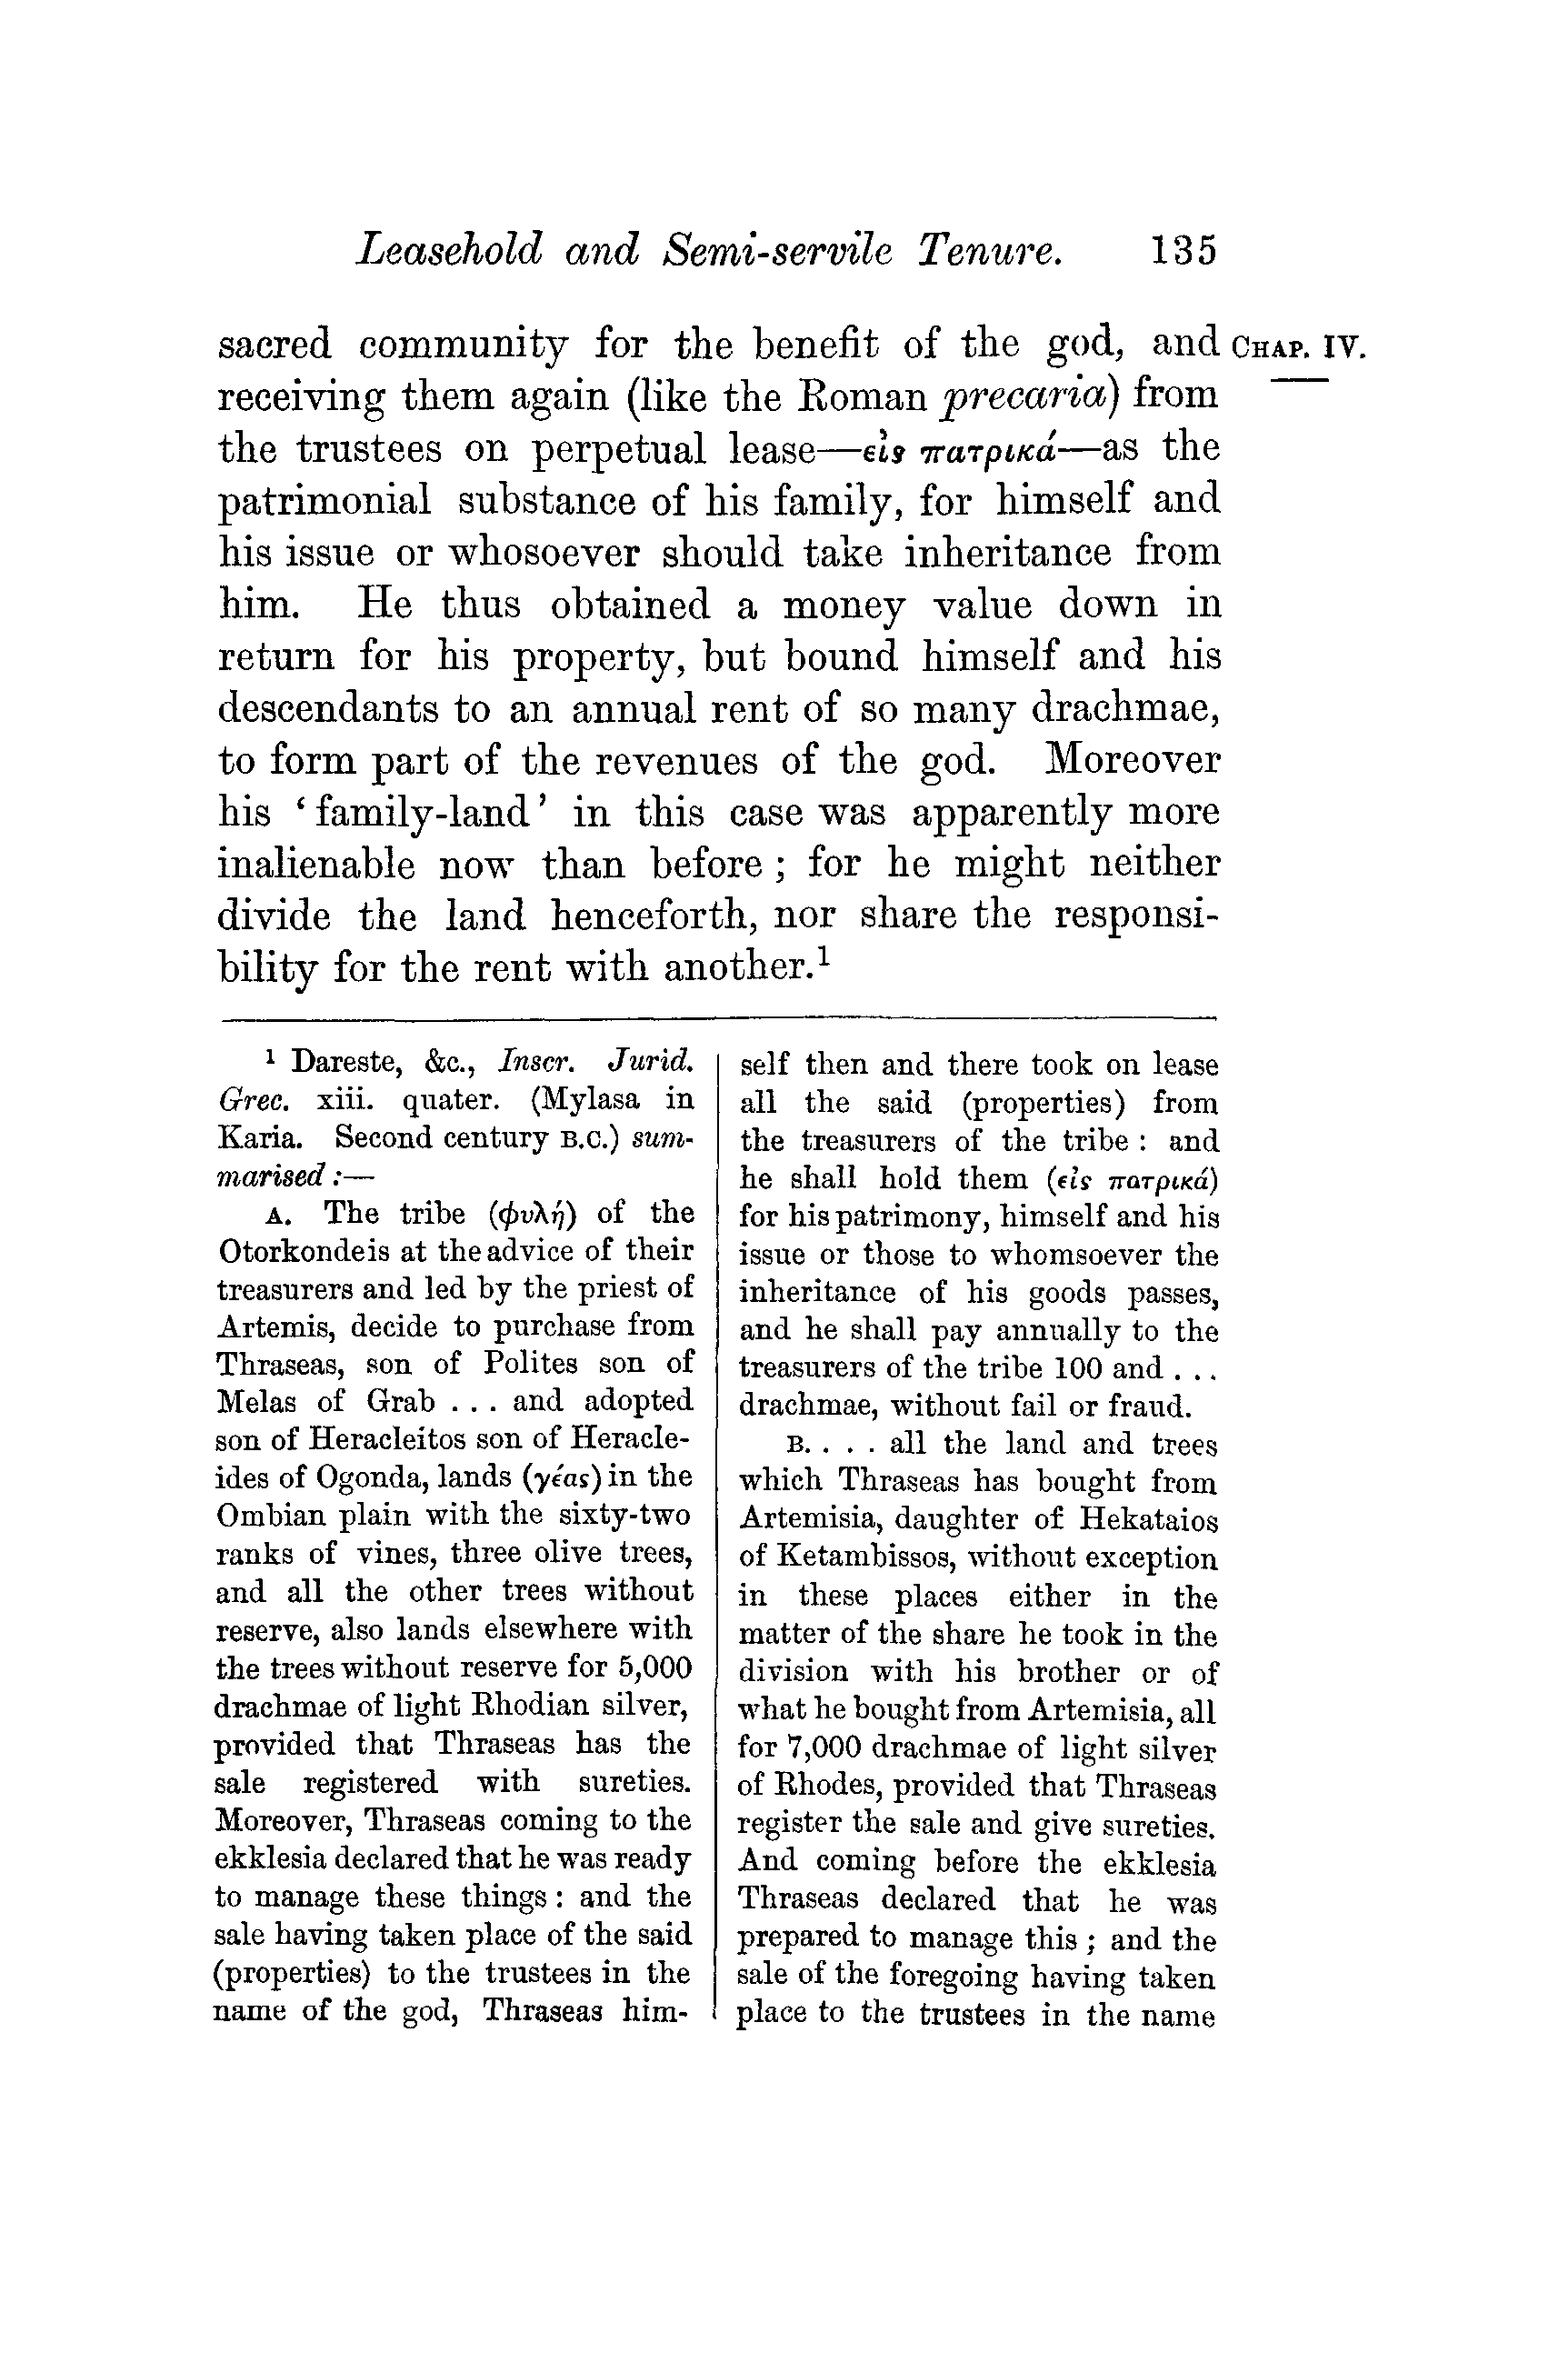 Leasehold and Semi-servile Tenure. 135
sacred community for the benefit of the god, and CHAP. IV.
receiving them again (like the Roman precaria) from
the trustees on perpetual lease—εἰς πατρικά—as the
patrimonial substance of his family, for himself and
his issue or whosoever should take inheritance from
him. He thus obtained a money value down in
return for his property, but bound himself and his
descendants to an annual rent of so many drachmae,
to form part of the revenues of the god. Moreover
his ‘family-land’ in this case was apparently more
inalienable now than before; for he might neither
divide the land henceforth, nor share the responsi-
bility for the rent with another.¹
¹ Dareste, &c., Inscr. Jurid.
Grec. xiii. quater. (Mylasa in
Karia. Second century B.C.) sum-
marised:—
A. The tribe (φυλή) of the
Otorkondeis at the advice of their
treasurers and led by the priest of
Artemis, decide to purchase from
Thraseas, son of Polites son of
Melas of Grab . . . and adopted
son of Heracleitos son of Heracle-
ides of Ogonda, lands (γέας) in the
Ombian plain with the sixty-two
ranks of vines, three olive trees,
and all the other trees without
reserve, also lands elsewhere with
the trees without reserve for 5,000
drachmae of light Rhodian silver,
provided that Thraseas has the
sale registered with sureties.
Moreover, Thraseas coming to the
ekklesia declared that he was ready
to manage these things: and the
sale having taken place of the said
(properties) to the trustees in the
name of the god, Thraseas him-
self then and there took on lease
all the said (properties) from
the treasurers of the tribe: and
he shall hold them (εἰς πατρικά)
for his patrimony, himself and his
issue or those to whomsoever the
inheritance of his goods passes,
and he shall pay annually to the
treasurers of the tribe 100 and . . .
drachmae, without fail or fraud.
B. . . . all the land and trees
which Thraseas has bought from
Artemisia, daughter of Hekataios
of Ketambissos, without exception
in these places either in the
matter of the share he took in the
division with his brother or of
what he bought from Artemisia, all
for 7,000 drachmae of light silver
of Rhodes, provided that Thraseas
register the sale and give sureties.
And coming before the ekklesia
Thraseas declared that he was
prepared to manage this; and the
sale of the foregoing having taken
place to the trustees in the name